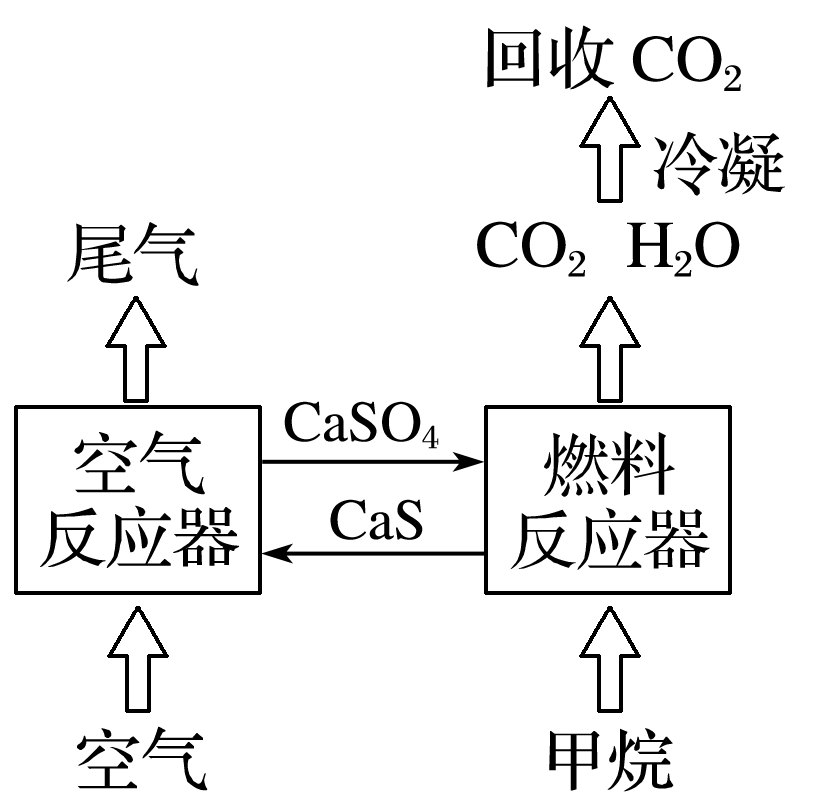 回收 CO₂
冷凝
尾气
CO₂ H₂O
空气
反应器
CaSO₄
CaS
燃料
反应器
空气
甲烷